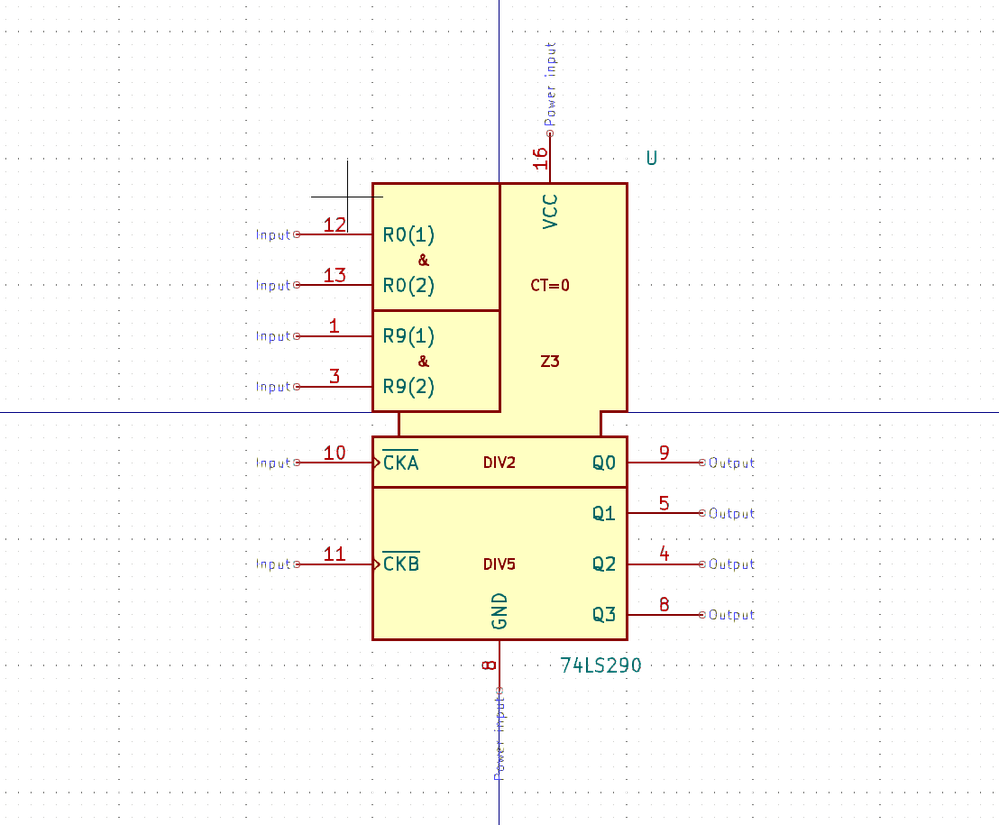 Power input
16
U
VCC
Input 12 R0(1)
&
Input 13 R0(2)
CT=0
Input 1 R9(1)
&
Z3
Input 3 R9(2)
Input 10 CKA DIV2 Q0 9 Output
Q1 5 Output
Input 11 CKB DIV5 Q2 4 Output
GND
Q3 8 Output
8
74LS290
Power input